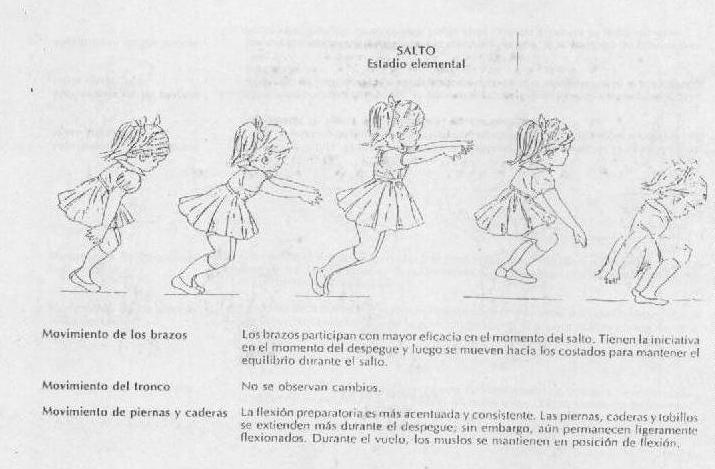 SALTO
Estadio elemental
Movimiento de los brazos
Los brazos participan con mayor eficacia en el momento del salto. Tienen la iniciativa
en el momento del despegue y luego se mueven hacia los costados para mantener el
equilibrio durante el salto.
Movimiento del tronco
No se observan cambios.
Movimiento de piernas y caderas
La flexión preparatoria es más acentuada y consistente. Las piernas, caderas y tobillos
se extienden más durante el despegue; sin embargo, aún permanecen ligeramente
flexionados. Durante el vuelo, los muslos se mantienen en posición de flexión.